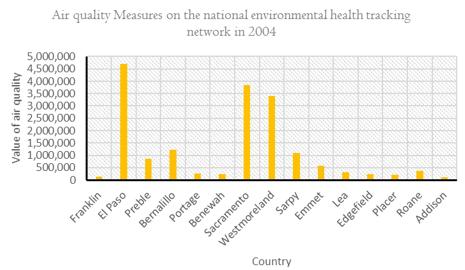 Air quality Measures on the national environmental health tracking
network in 2004
Value of air quality
5,000,000
4,500,000
4,000,000
3,500,000
3,000,000
2,500,000
2,000,000
1,500,000
1,000,000
500,000
0
Franklin
El Paso
Preble
Bernalillo
Portage
Benewah
Sacramento
Westmoreland
Sarpy
Emmet
Lea
Edgefield
Placer
Roane
Addison
Country